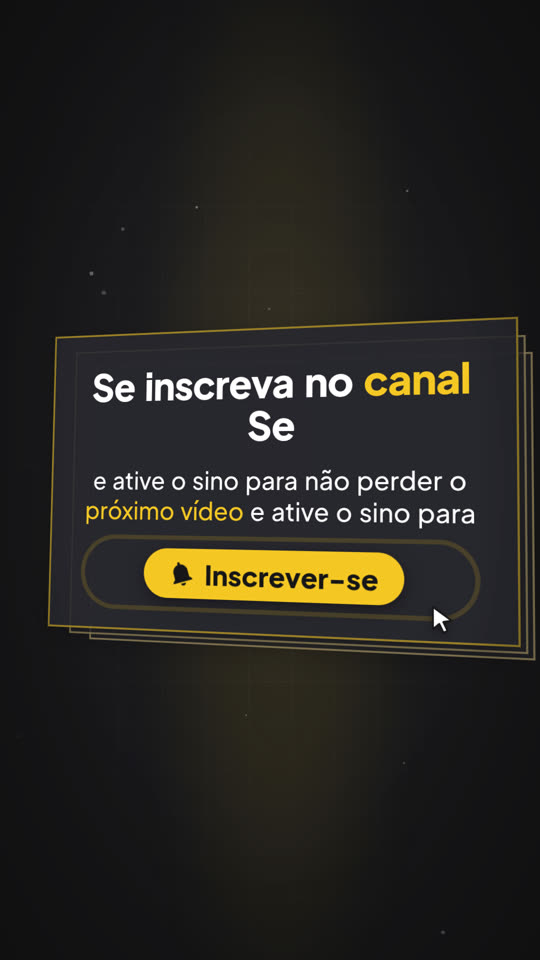 Se inscreva no canal
Se
e ative o sino para não perder o
próximo vídeo e ative o sino para
Inscrever-se